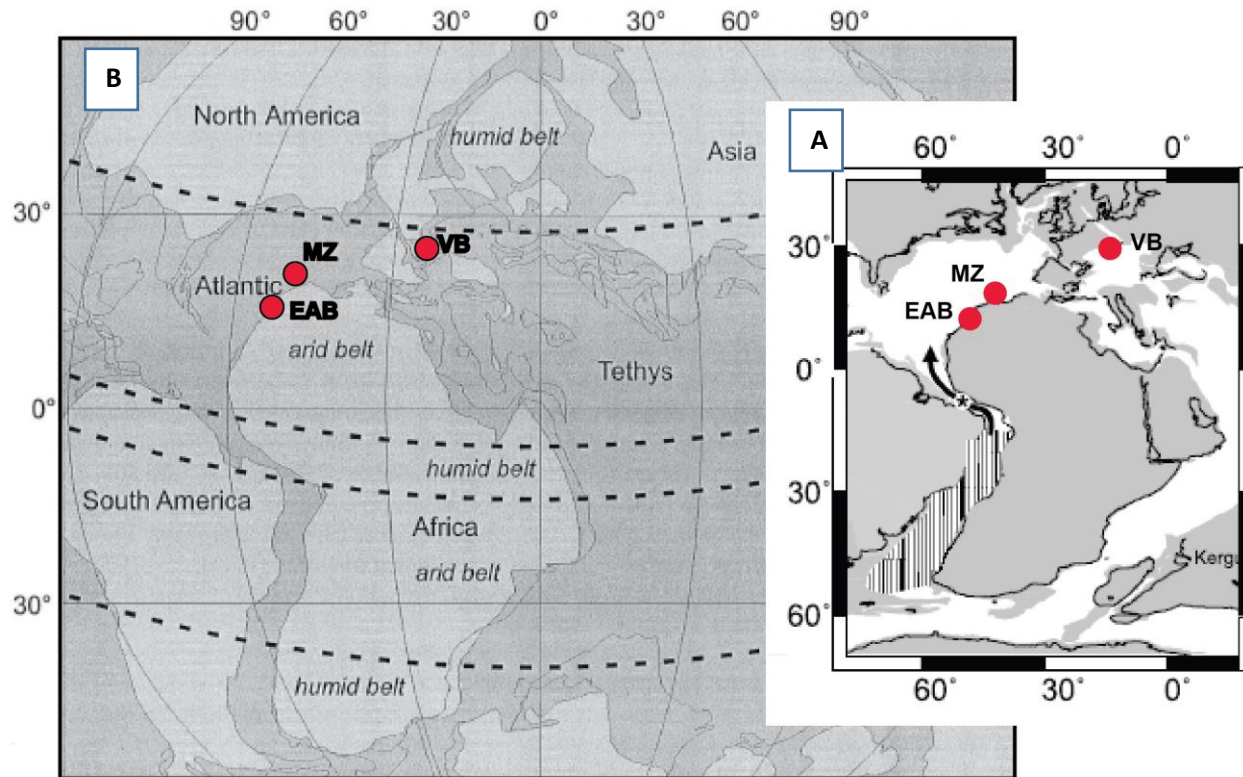 90° 60° 30° 0° 30° 60° 90°
B
North America
humid belt
Asia
30°
MZ
VB
Atlantic
EAB
arid belt
Tethys
0°
humid belt
South America
Africa
arid belt
30°
humid belt
A
60° 30° 0°
30°
VB
MZ
EAB
0°
*
30°
Kergu
60°
60° 30° 0°